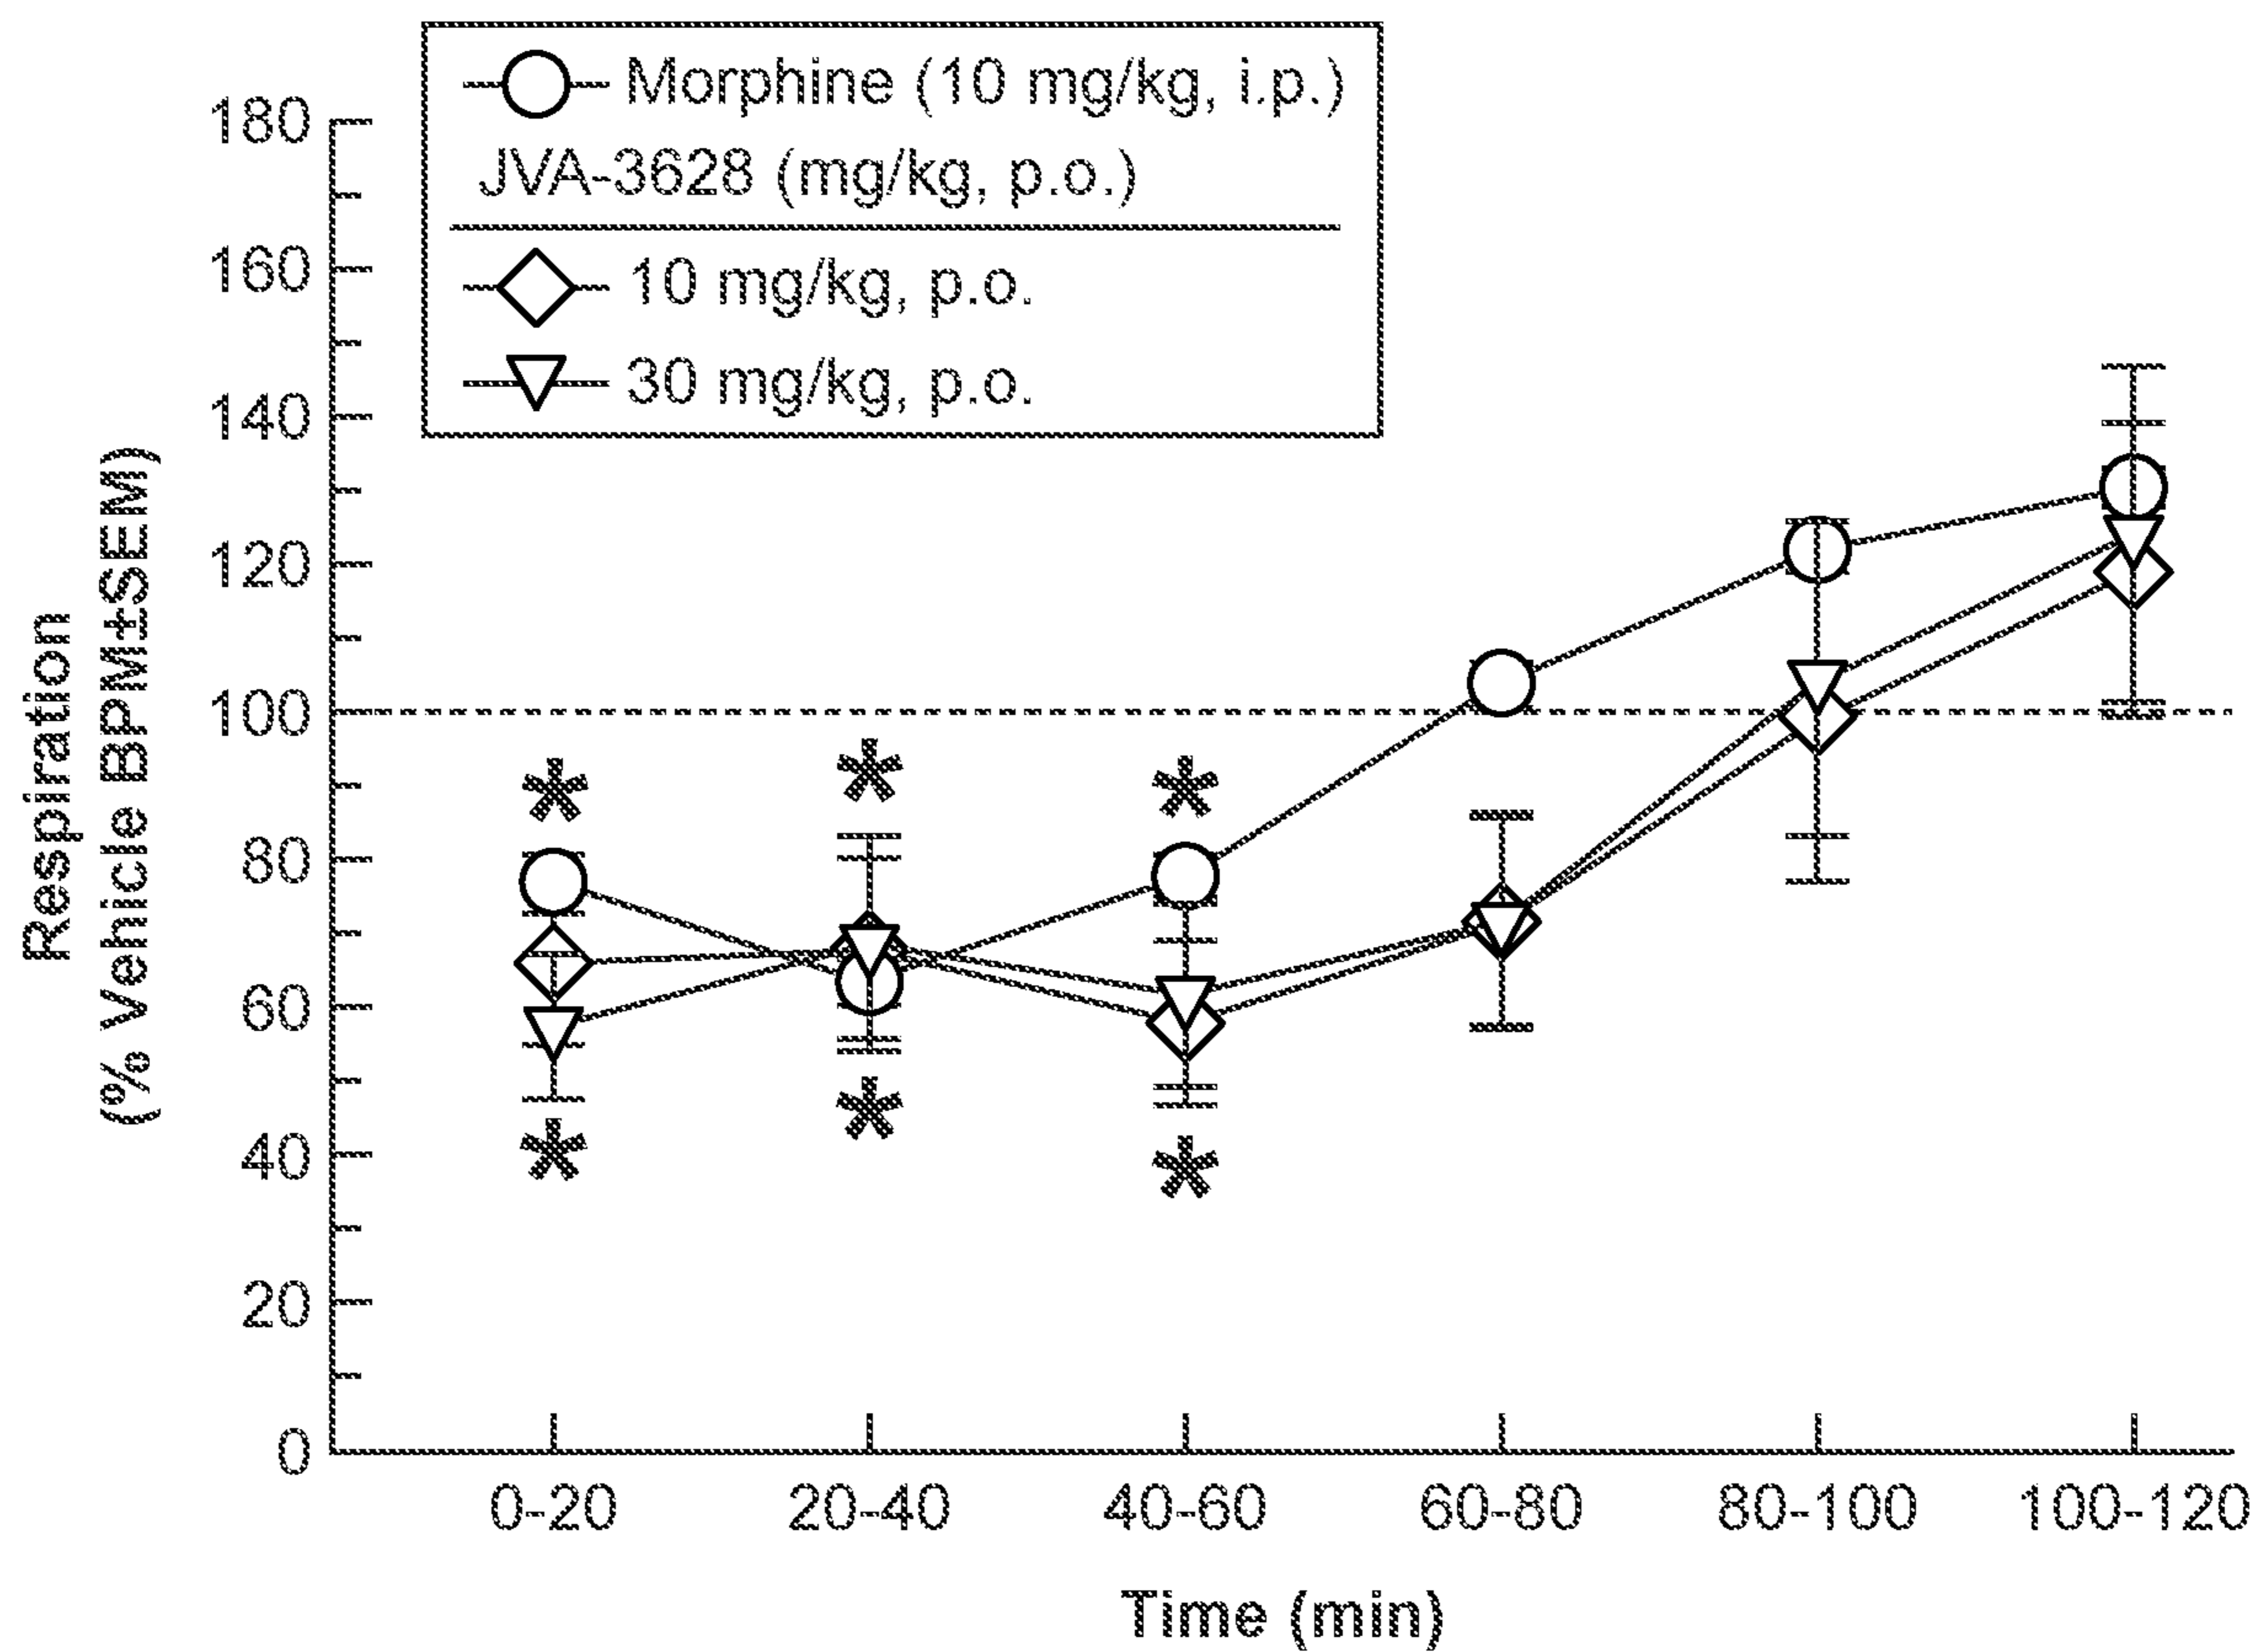 Morphine (10 mg/kg, i.p.)
JVA-3628 (mg/kg, p.o.)
10 mg/kg, p.o.
30 mg/kg, p.o.
Respiration
(% Vehicle BPM±SEM)
180
160
140
120
100
80
60
40
20
0
* * *
* * *
0-20 20-40 40-60 60-80 80-100 100-120
Time (min)